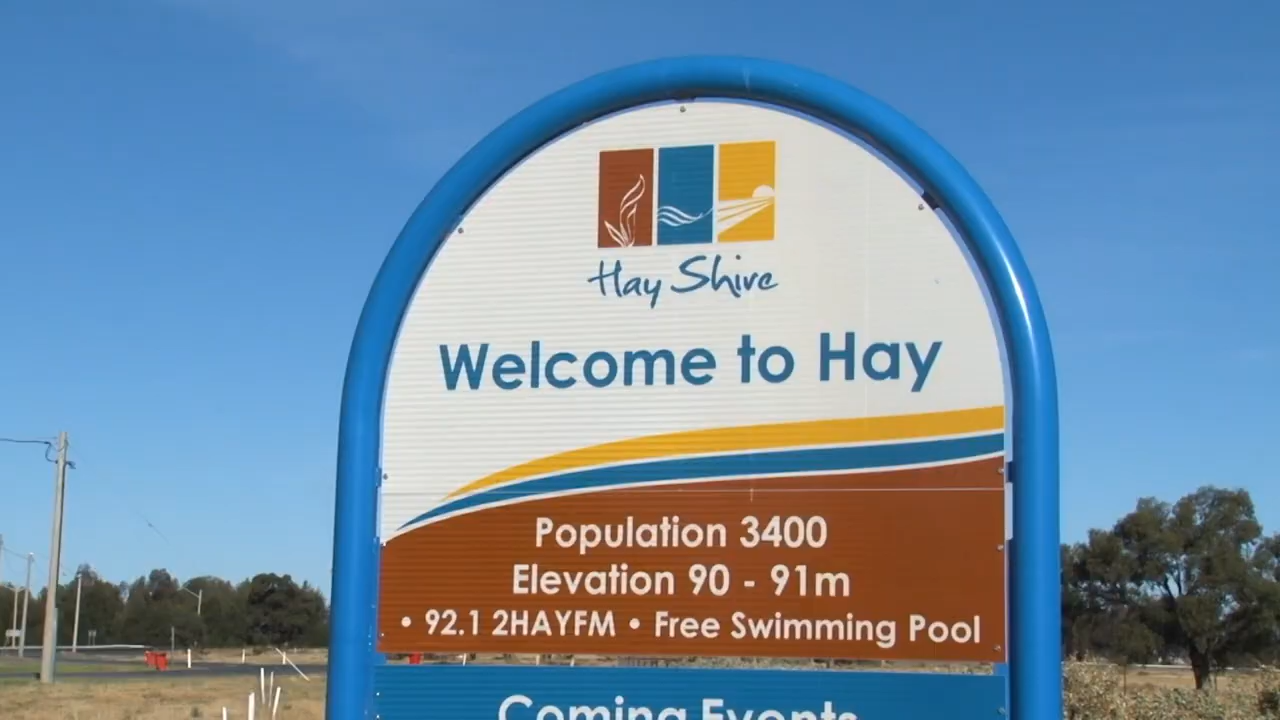 Hay Shire
Welcome to Hay
Population 3400
Elevation 90 - 91m
• 92.1 2HAYFM • Free Swimming Pool
Coming Events